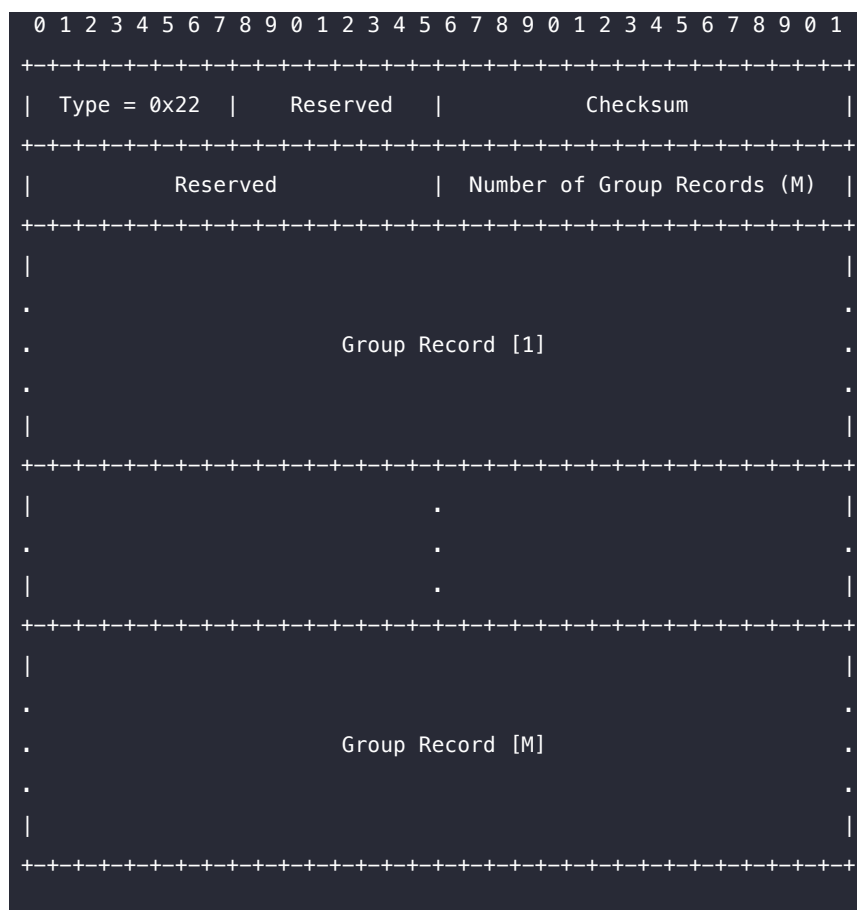 0 1 2 3 4 5 6 7 8 9 0 1 2 3 4 5 6 7 8 9 0 1 2 3 4 5 6 7 8 9 0 1
+-+-+-+-+-+-+-+-+-+-+-+-+-+-+-+-+-+-+-+-+-+-+-+-+-+-+-+-+-+-+-+-+
|  Type = 0x22  |    Reserved   |           Checksum            |
+-+-+-+-+-+-+-+-+-+-+-+-+-+-+-+-+-+-+-+-+-+-+-+-+-+-+-+-+-+-+-+-+
|           Reserved            |  Number of Group Records (M)  |
+-+-+-+-+-+-+-+-+-+-+-+-+-+-+-+-+-+-+-+-+-+-+-+-+-+-+-+-+-+-+-+-+
|                                                               |
.                                                               .
.                        Group Record [1]                       .
.                                                               .
|                                                               |
+-+-+-+-+-+-+-+-+-+-+-+-+-+-+-+-+-+-+-+-+-+-+-+-+-+-+-+-+-+-+-+-+
|                               .                               |
.                               .                               .
|                               .                               |
+-+-+-+-+-+-+-+-+-+-+-+-+-+-+-+-+-+-+-+-+-+-+-+-+-+-+-+-+-+-+-+-+
|                                                               |
.                                                               .
.                        Group Record [M]                       .
.                                                               .
|                                                               |
+-+-+-+-+-+-+-+-+-+-+-+-+-+-+-+-+-+-+-+-+-+-+-+-+-+-+-+-+-+-+-+-+